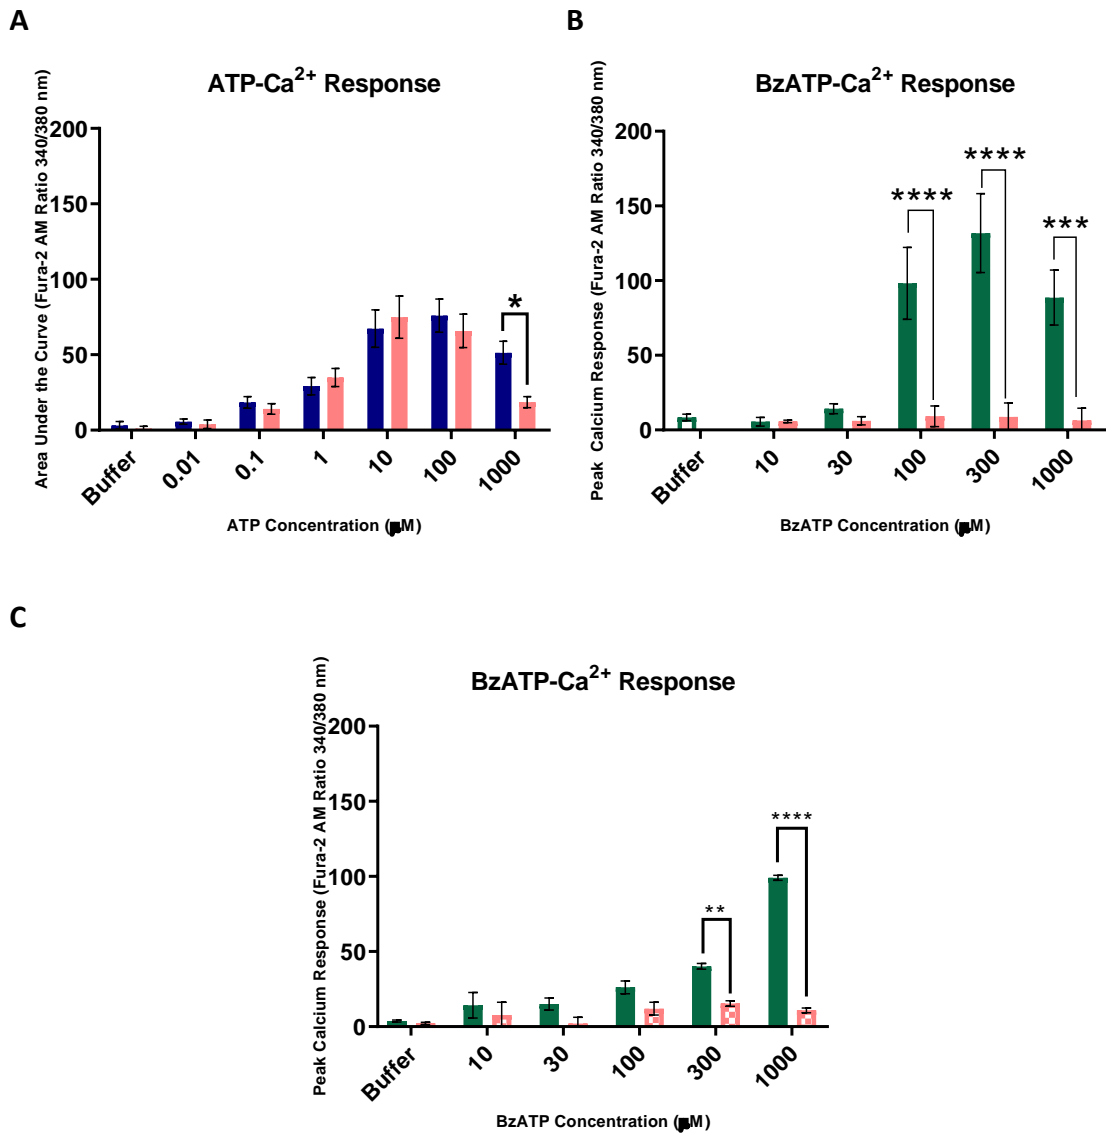 A
ATP-Ca2+ Response
Area Under the Curve (Fura-2 AM Ratio 340/380 nm)
200
150
100
50
0
*
Buffer
0.01
0.1
1
10
100
1000
ATP Concentration (μM)
B
BzATP-Ca2+ Response
Peak Calcium Response (Fura-2 AM Ratio 340/380 nm)
200
150
100
50
0
****
****
***
Buffer
10
30
100
300
1000
BzATP Concentration (μM)
C
BzATP-Ca2+ Response
Peak Calcium Response (Fura-2 AM Ratio 340/380 nm)
200
150
100
50
0
**
****
Buffer
10
30
100
300
1000
BzATP Concentration (μM)